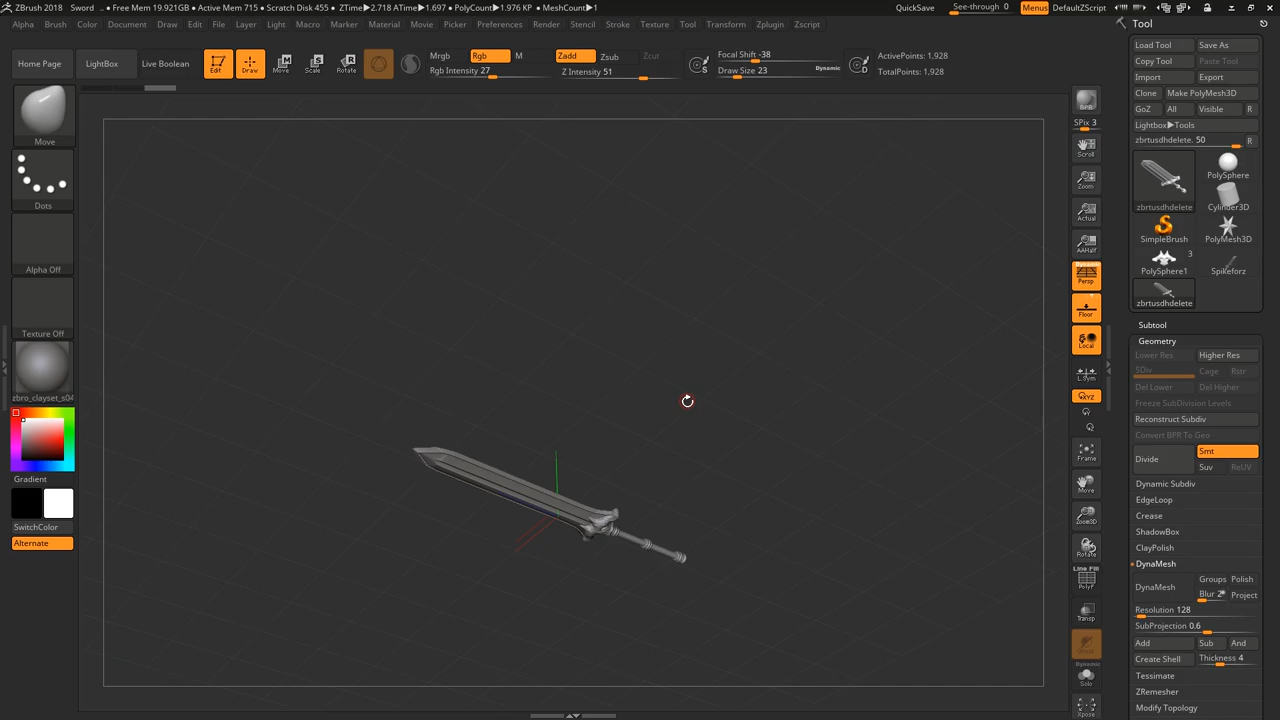 ZBrush 2018 Sword .. • Free Mem 19.921GB • Active Mem 715 • Scratch Disk 455 • ZTime▶2.718 ATime▶1.697 • PolyCount▶1.976 KP • MeshCount▶1
QuickSave See-through 0 Menus DefaultZScript
Alpha Brush Color Document Draw Edit File Layer Light Macro Marker Material Movie Picker Preferences Render Stencil Stroke Texture Tool Transform Zplugin Zscript
Home Page LightBox Live Boolean Edit Draw Move Scale Rotate
Mrgb Rgb M Zadd Zsub Zcut
Rgb Intensity 27 Z Intensity 51
S Focal Shift -38
Draw Size 23 Dynamic D
ActivePoints: 1,928
TotalPoints: 1,928
Move
Dots
Alpha Off
Texture Off
zbro_clayset_s04
Gradient
SwitchColor
Alternate
BPR
SPix 3
Scroll
Zoom
Actual
AAHalf
Dynamic
Persp
Floor
Local
L.Sym
XYZ
Frame
Move
Zoom3D
Rotate
Line Fill
PolyF
Transp
Dynamic
Solo
Xpose
Tool
Load Tool Save As
Copy Tool Paste Tool
Import Export
Clone Make PolyMesh3D
GoZ All Visible R
Lightbox▶Tools
zbrtusdhdelete. 50 R
zbrtusdhdelete PolySphere
Cylinder3D
SimpleBrush PolyMesh3D
3
PolySphere1 Spikeforz
zbrtusdhdelete
Subtool
Geometry
Lower Res Higher Res
SDiv Cage Rstr
Del Lower Del Higher
Freeze SubDivision Levels
Reconstruct Subdiv
Convert BPR To Geo
Divide Smt
Suv ReUV
Dynamic Subdiv
EdgeLoop
Crease
ShadowBox
ClayPolish
DynaMesh
DynaMesh Groups Polish
Blur 2 Project
Resolution 128
SubProjection 0.6
Add Sub And
Create Shell Thickness 4
Tessimate
ZRemesher
Modify Topology